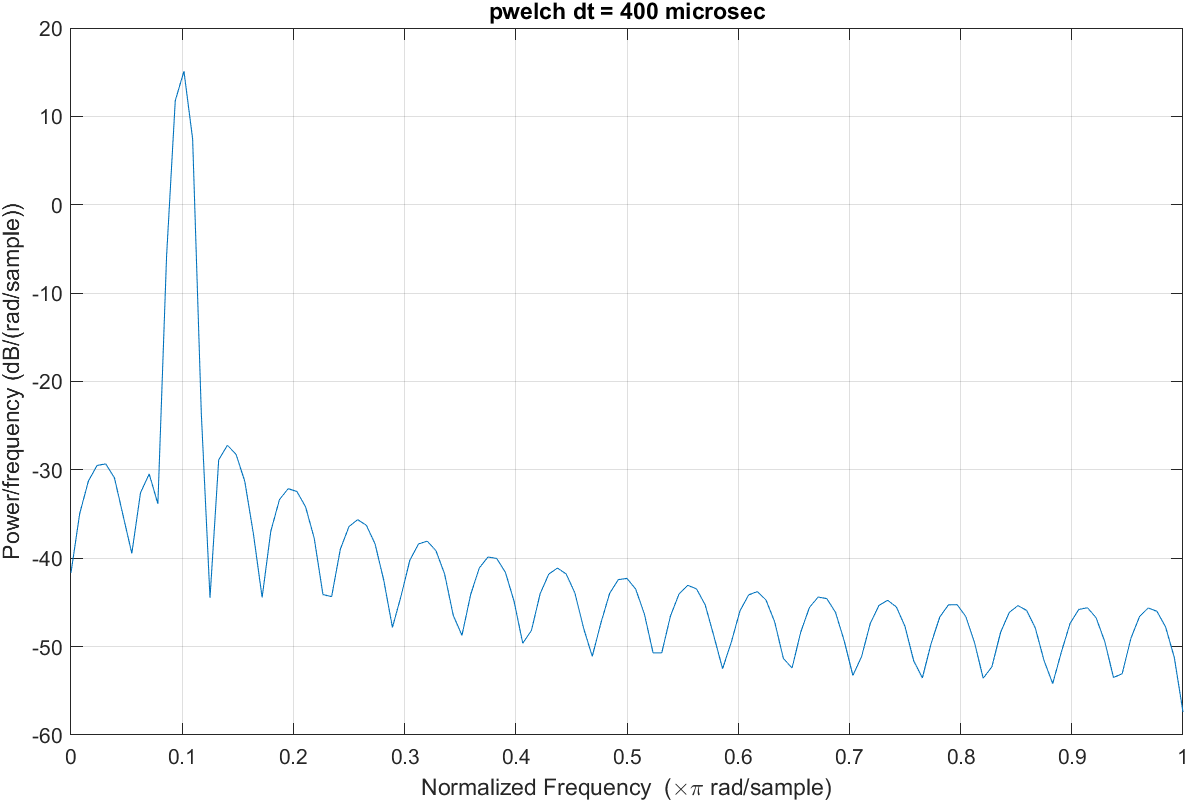 pwelch dt = 400 microsec
Power/frequency (dB/(rad/sample))
20
10
0
-10
-20
-30
-40
-50
-60
0 0.1 0.2 0.3 0.4 0.5 0.6 0.7 0.8 0.9 1
Normalized Frequency (×π rad/sample)